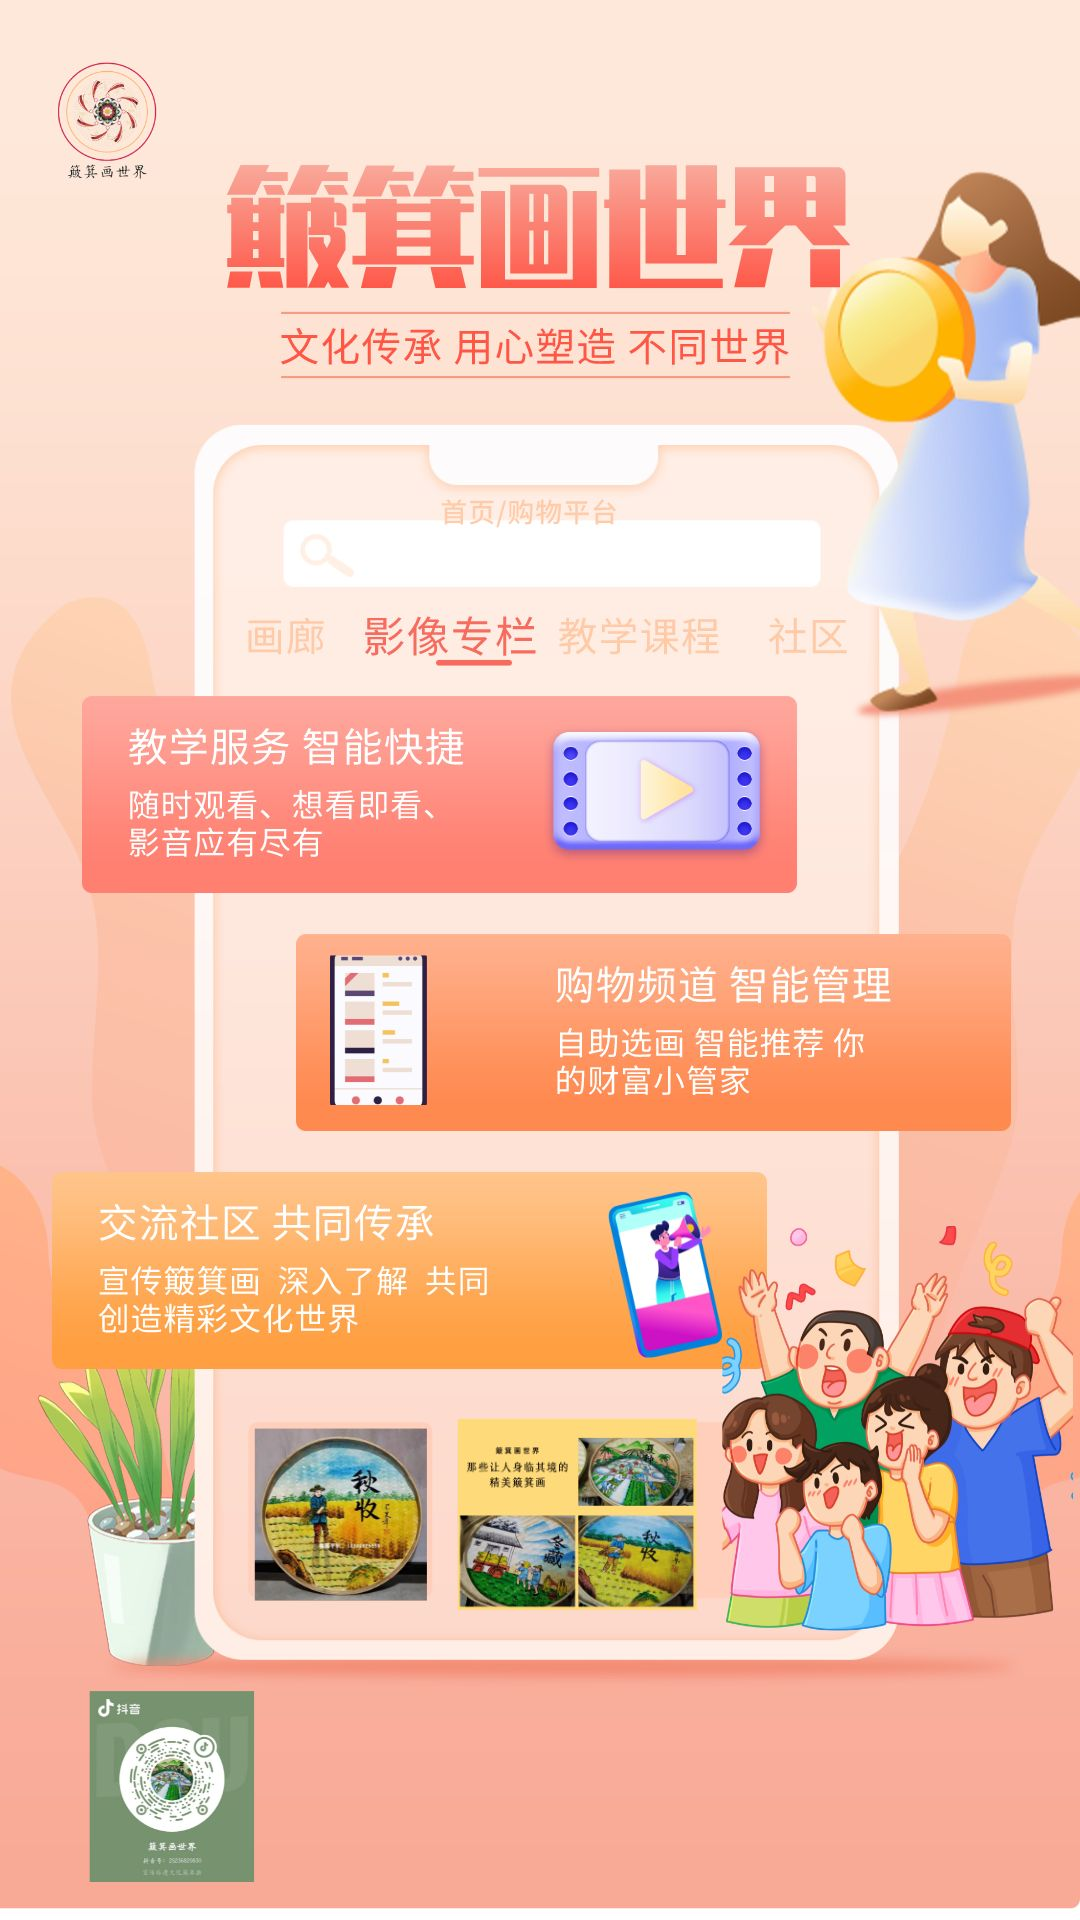 簸箕画世界
簸箕画世界
文化传承 用心塑造 不同世界
首页/购物平台
画廊 影像专栏 教学课程 社区
教学服务 智能快捷
随时观看、想看即看、
影音应有尽有
购物频道 智能管理
自助选画 智能推荐 你
的财富小管家
交流社区 共同传承
宣传簸箕画 深入了解 共同
创造精彩文化世界
秋收
簸箕画世界
那些让人身临其境的
精美簸箕画
冬藏
秋收
抖音
簸箕画世界